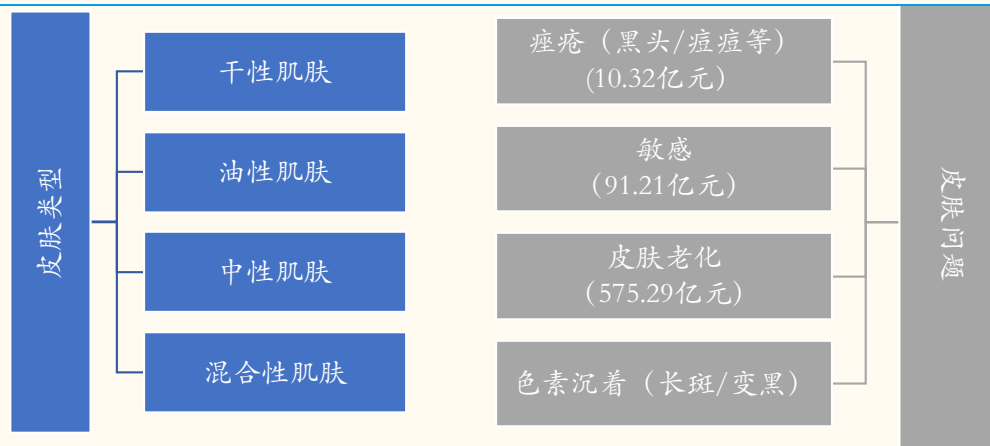 皮肤类型
干性肌肤
油性肌肤
中性肌肤
混合性肌肤
痤疮（黑头/痘痘等）
(10.32亿元）
敏感
（91.21亿元）
皮肤老化
（575.29亿元）
色素沉着（长斑/变黑）
皮肤问题